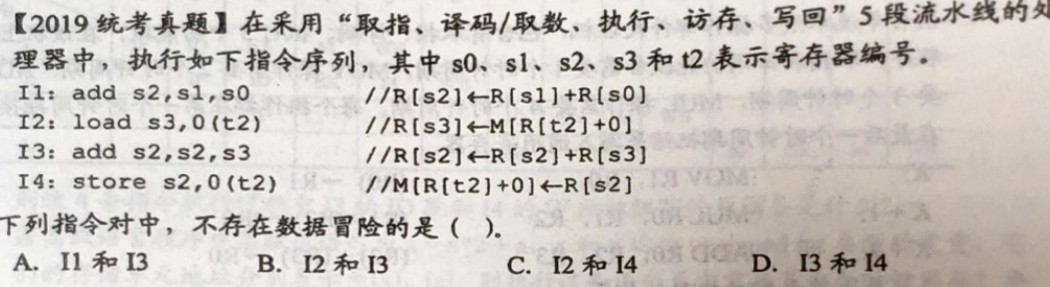 【2019 统考真题】在采用“取指、译码/取数、执行、访存、写回”5 段流水线的处
理器中，执行如下指令序列，其中 s0、s1、s2、s3 和 t2 表示寄存器编号。
I1: add s2,s1,s0 //R[s2]←R[s1]+R[s0]
I2: load s3,0(t2) //R[s3]←M[R[t2]+0]
I3: add s2,s2,s3 //R[s2]←R[s2]+R[s3]
I4: store s2,0(t2) //M[R[t2]+0]←R[s2]
下列指令对中，不存在数据冒险的是（ ）。
A. I1 和 I3 B. I2 和 I3 C. I2 和 I4 D. I3 和 I4